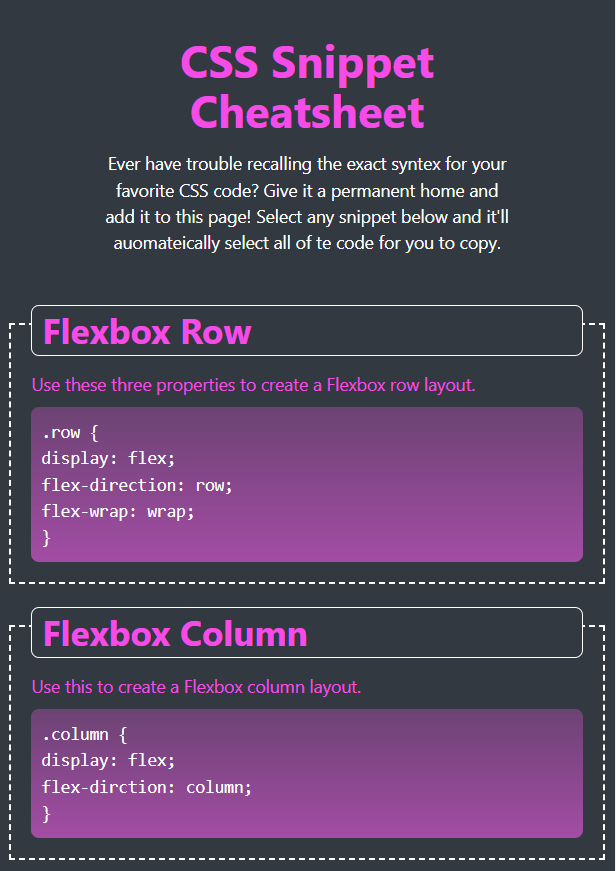 CSS Snippet
Cheatsheet
Ever have trouble recalling the exact syntex for your
favorite CSS code? Give it a permanent home and
add it to this page! Select any snippet below and it'll
auomateically select all of te code for you to copy.
Flexbox Row
Use these three properties to create a Flexbox row layout.
.row {
display: flex;
flex-direction: row;
flex-wrap: wrap;
}
Flexbox Column
Use this to create a Flexbox column layout.
.column {
display: flex;
flex-dirction: column;
}